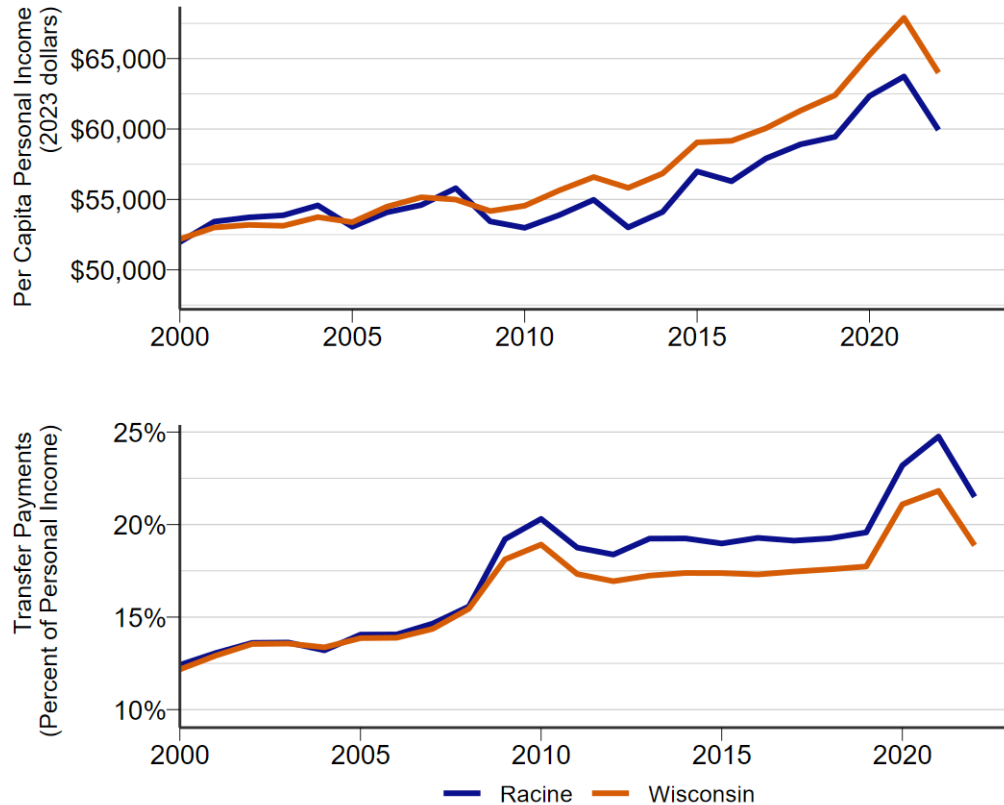 Per Capita Personal Income
(2023 dollars)
$65,000
$60,000
$55,000
$50,000
2000 2005 2010 2015 2020
Transfer Payments
(Percent of Personal Income)
25%
20%
15%
10%
2000 2005 2010 2015 2020
Racine Wisconsin